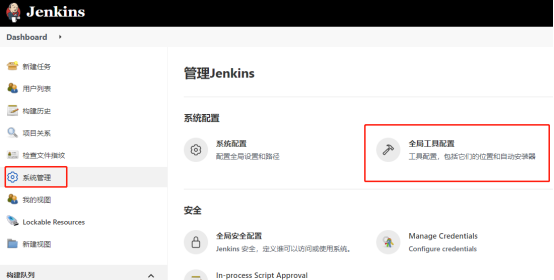 Jenkins
Dashboard
新建任务
用户列表
构建历史
项目关系
检查文件指纹
系统管理
我的视图
Lockable Resources
新建视图
构建队列
管理Jenkins
系统配置
系统配置
配置全局设置和路径
全局工具配置
工具配置，包括它们的位置和自动安装器
安全
全局安全配置
Jenkins 安全，定义谁可以访问或使用系统。
Manage Credentials
Configure credentials
In-process Script Approval